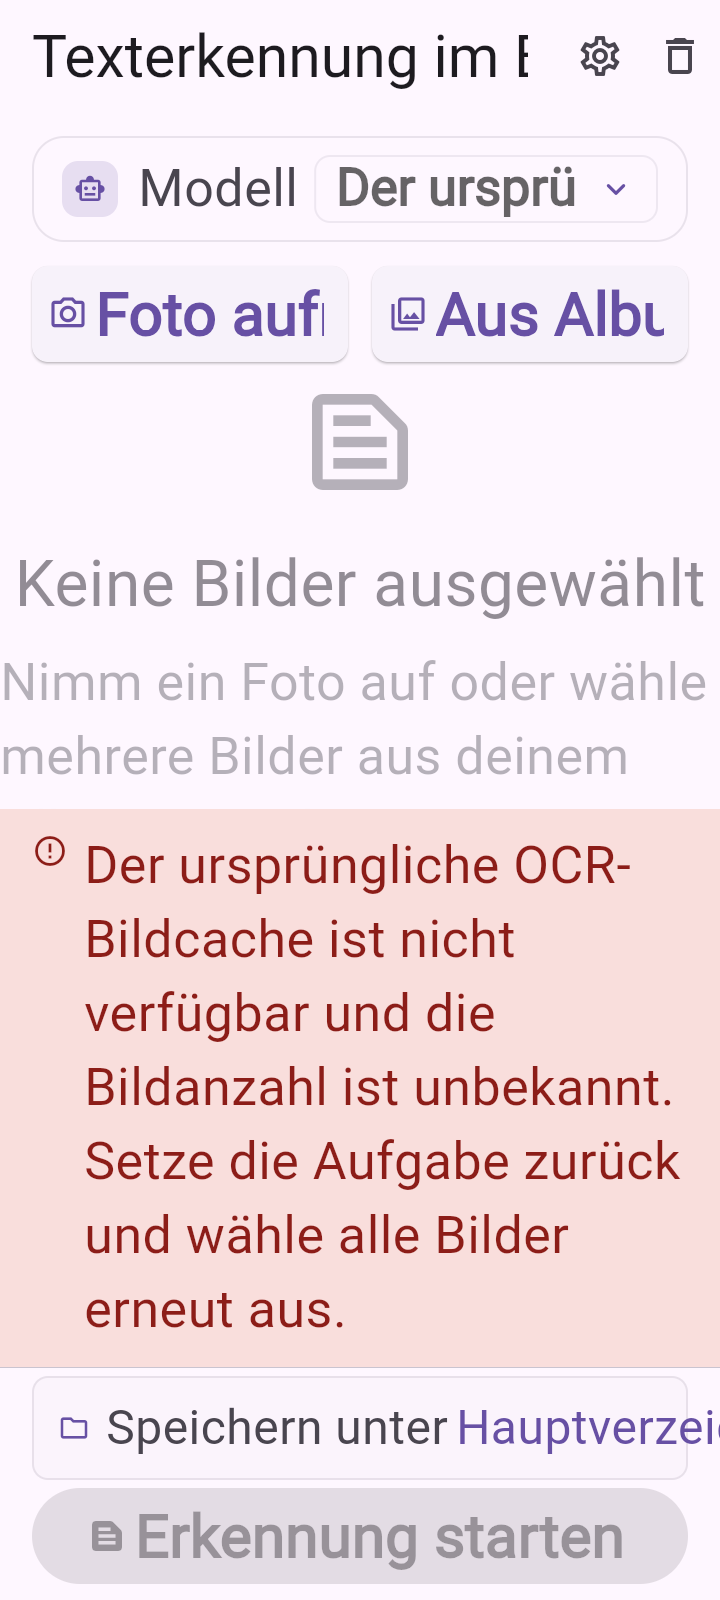 Texterkennung im
Modell
Der ursprü
Foto auf
Aus Albu
Keine Bilder ausgewählt
Nimm ein Foto auf oder wähle
mehrere Bilder aus deinem
Der ursprüngliche OCR-
Bildcache ist nicht
verfügbar und die
Bildanzahl ist unbekannt.
Setze die Aufgabe zurück
und wähle alle Bilder
erneut aus.
Speichern unter Hauptverzei
Erkennung starten